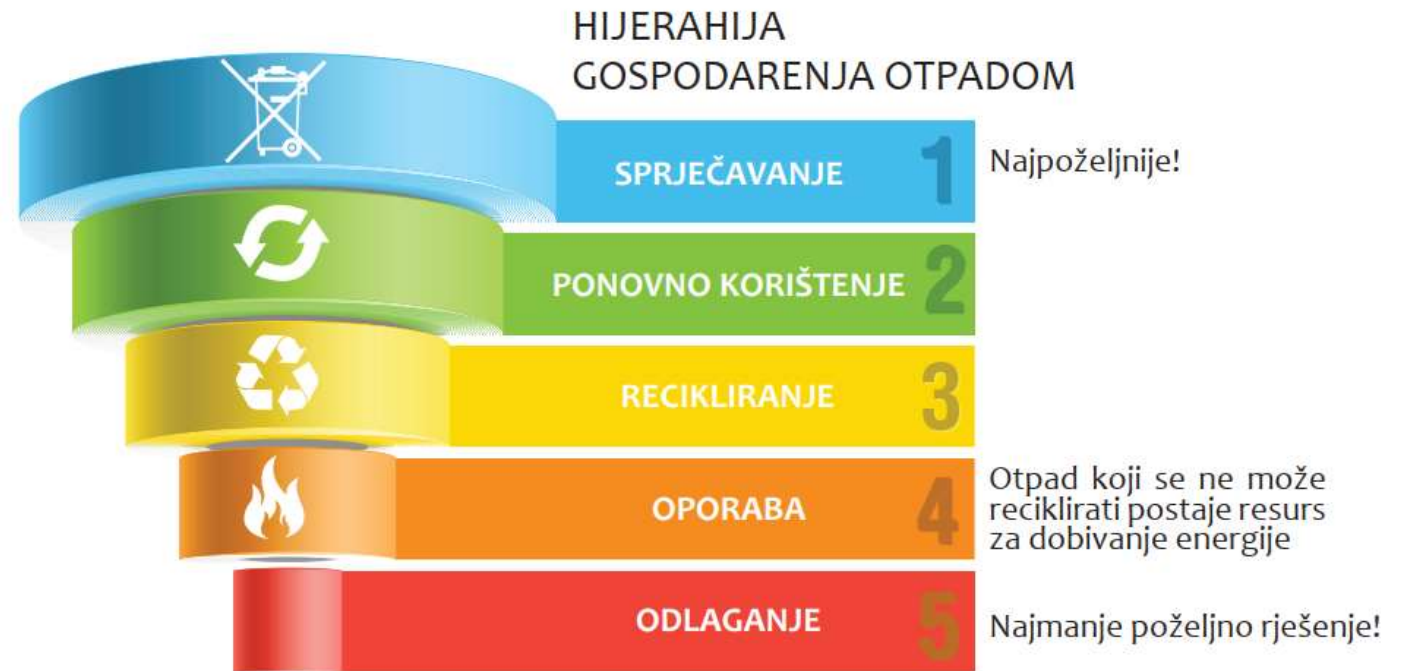 HIJERAHIJA
GOSPODARENJA OTPADOM
SPRJEČAVANJE 1
Najpoželjnije!
PONOVNO KORIŠTENJE 2
RECIKLIRANJE 3
OPORABA 4
Otpad koji se ne može
reciklirati postaje resurs
za dobivanje energije
ODLAGANJE 5
Najmanje poželjno rješenje!